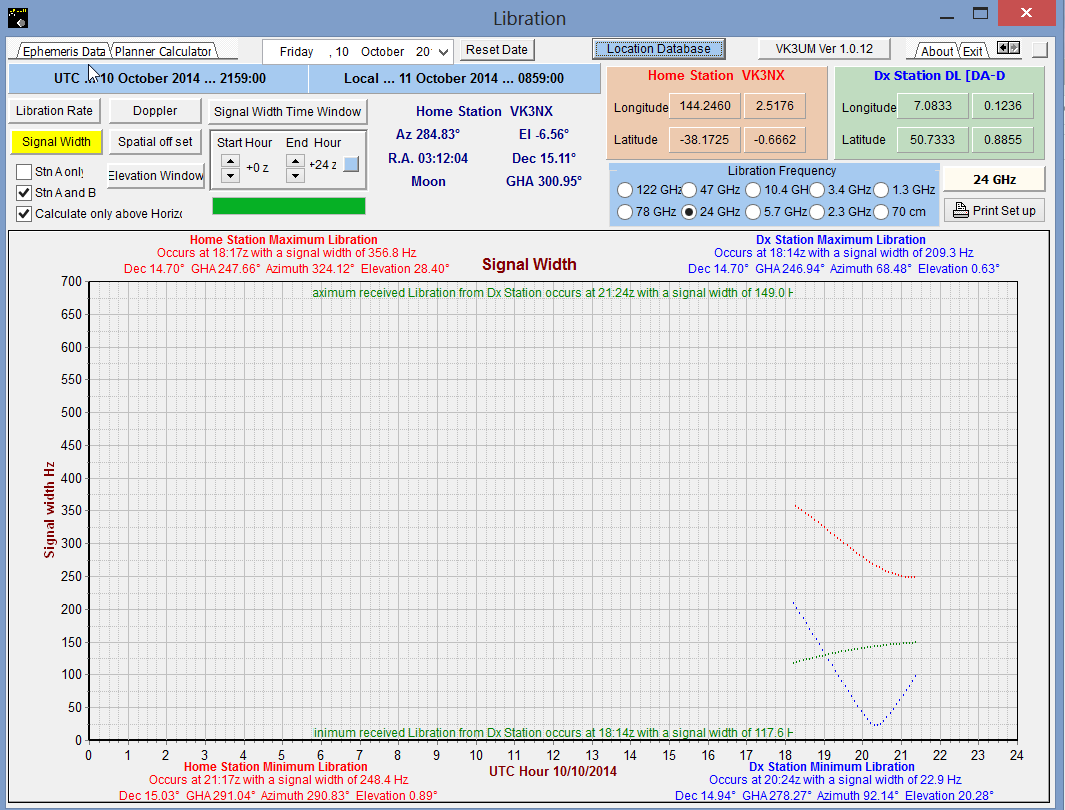 Libration
Ephemeris Data Planner Calculator Friday , 10 October 20 Reset Date Location Database VK3UM Ver 1.0.12 About Exit
UTC ... 10 October 2014 ... 2159:00 Local ... 11 October 2014 ... 0859:00
Home Station VK3NX
Longitude 144.2460 2.5176
Latitude -38.1725 -0.6662
Dx Station DL [DA-D
Longitude 7.0833 0.1236
Latitude 50.7333 0.8855
Libration Rate Doppler Signal Width Time Window
Signal Width Spatial off set
Stn A only
Stn A and B Elevation Window
Calculate only above Horiz
Start Hour End Hour
+0 z +24 z
Home Station VK3NX
Az 284.83° El -6.56°
R.A. 03:12:04 Dec 15.11°
Moon GHA 300.95°
Libration Frequency
122 GHz 47 GHz 10.4 GH 3.4 GHz 1.3 GHz
78 GHz 24 GHz 5.7 GHz 2.3 GHz 70 cm
24 GHz
Print Set up
Home Station Maximum Libration
Occurs at 18:17z with a signal width of 356.8 Hz
Dec 14.70° GHA 247.66° Azimuth 324.12° Elevation 28.40°
Signal Width
Dx Station Maximum Libration
Occurs at 18:14z with a signal width of 209.3 Hz
Dec 14.70° GHA 246.94° Azimuth 68.48° Elevation 0.63°
aximum received Libration from Dx Station occurs at 21:24z with a signal width of 149.0 H
700
650
600
550
500
450
400
350
300
250
200
150
100
50
0
Signal width Hz
inimum received Libration from Dx Station occurs at 18:14z with a signal width of 117.6 H
0 1 2 3 4 5 6 7 8 9 10 11 12 13 14 15 16 17 18 19 20 21 22 23 24
UTC Hour 10/10/2014
Home Station Minimum Libration
Occurs at 21:17z with a signal width of 248.4 Hz
Dec 15.03° GHA 291.04° Azimuth 290.83° Elevation 0.89°
Dx Station Minimum Libration
Occurs at 20:24z with a signal width of 22.9 Hz
Dec 14.94° GHA 278.27° Azimuth 92.14° Elevation 20.28°